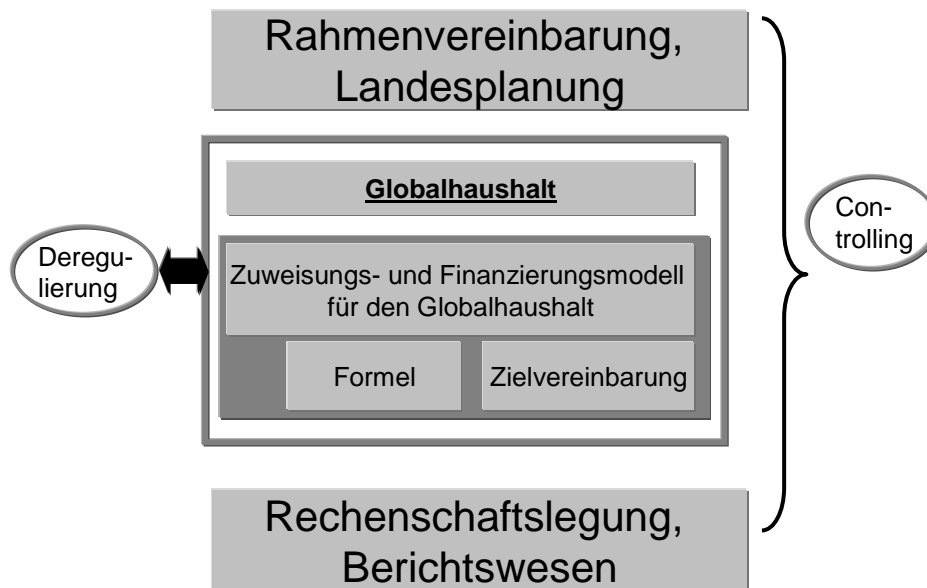 Rahmenvereinbarung,
Landesplanung
Globalhaushalt
Deregu-
lierung
Zuweisungs- und Finanzierungsmodell
für den Globalhaushalt
Formel
Zielvereinbarung
Con-
trolling
Rechenschaftslegung,
Berichtswesen